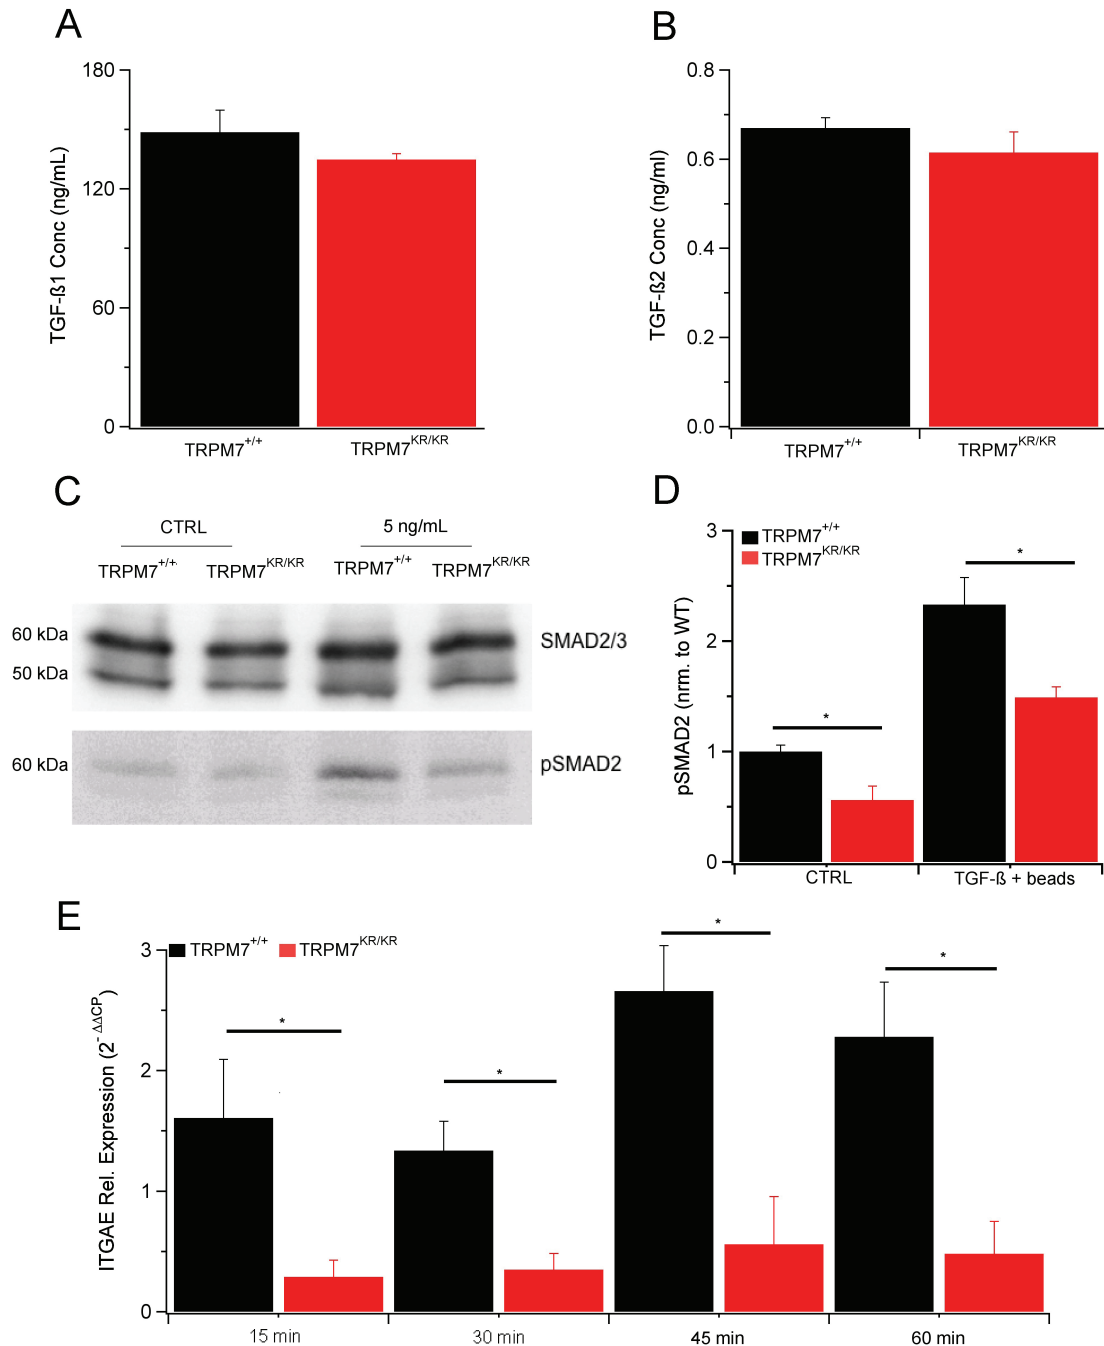 A
180
120
60
0
TGF-ß1 Conc (ng/mL)
TRPM7+/+
TRPM7KR/KR
B
0.8
0.6
0.4
0.2
0.0
TGF-ß2 Conc (ng/ml)
TRPM7+/+
TRPM7KR/KR
C
CTRL
5 ng/mL
TRPM7+/+
TRPM7KR/KR
TRPM7+/+
TRPM7KR/KR
60 kDa
50 kDa
SMAD2/3
60 kDa
pSMAD2
D
3
2
1
0
pSMAD2 (nrm. to WT)
TRPM7+/+
TRPM7KR/KR
*
*
CTRL
TGF-ß + beads
E
3
2
1
0
ITGAE Rel. Expression (2-ΔΔCP)
TRPM7+/+
TRPM7KR/KR
*
*
*
*
15 min
30 min
45 min
60 min